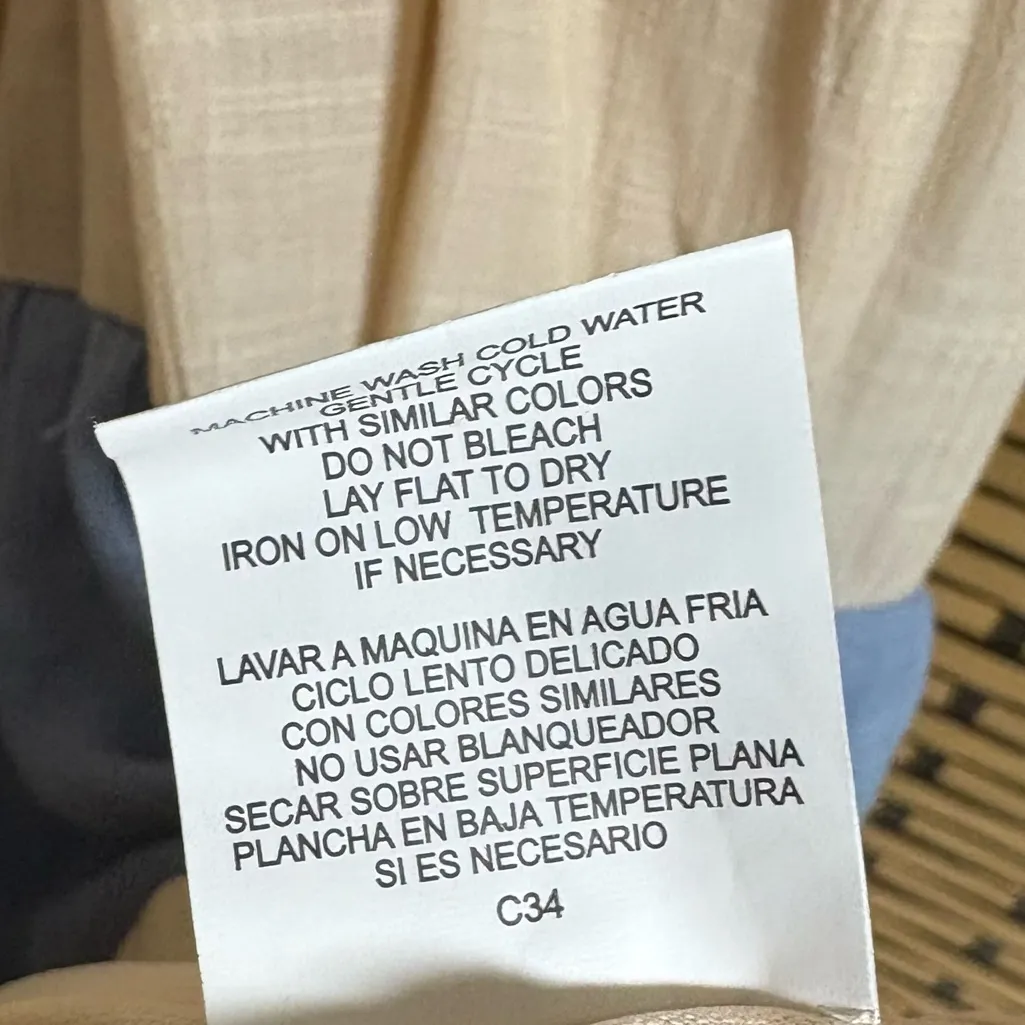 MACHINE WASH COLD WATER
GENTLE CYCLE
WITH SIMILAR COLORS
DO NOT BLEACH
LAY FLAT TO DRY
IRON ON LOW TEMPERATURE
IF NECESSARY
LAVAR A MAQUINA EN AGUA FRIA
CICLO LENTO DELICADO
CON COLORES SIMILARES
NO USAR BLANQUEADOR
SECAR SOBRE SUPERFICIE PLANA
PLANCHA EN BAJA TEMPERATURA
SI ES NECESARIO
C34